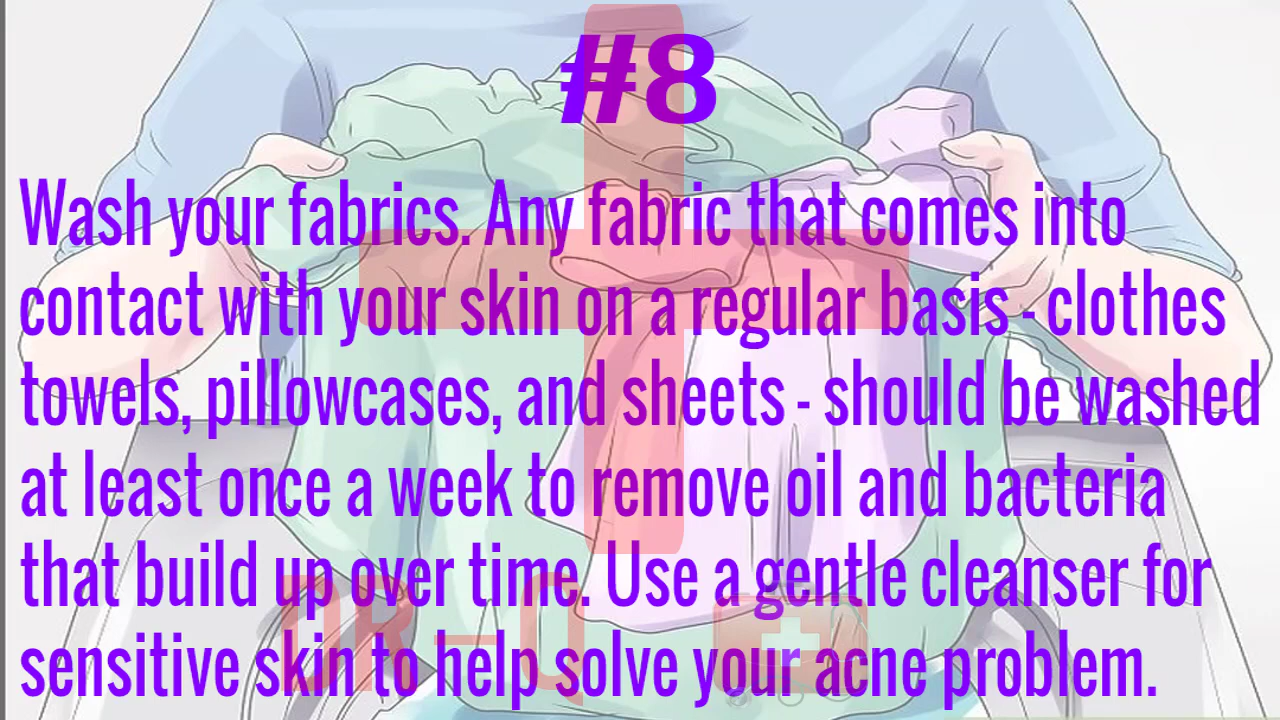 #8
Wash your fabrics. Any fabric that comes into
contact with your skin on a regular basis - clothes
towels, pillowcases, and sheets - should be washed
at least once a week to remove oil and bacteria
that build up over time. Use a gentle cleanser for
sensitive skin to help solve your acne problem.
DR-Q